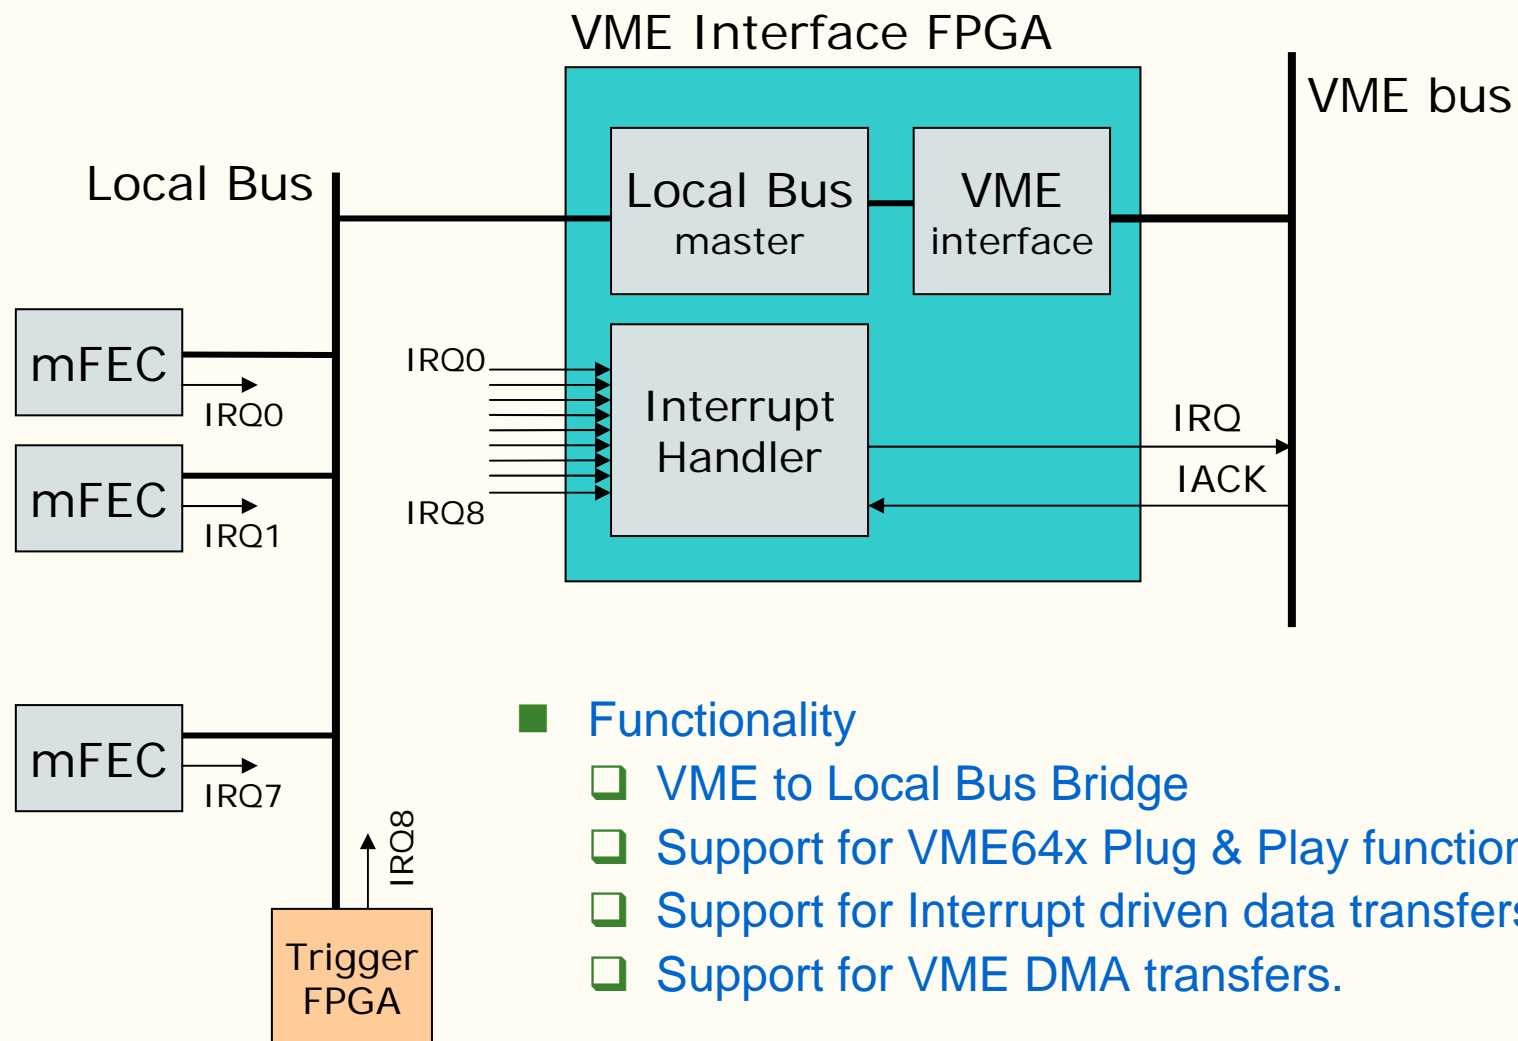 VME Interface FPGA
VME bus
Local Bus
Local Bus
master
VME
interface
mFEC
IRQ0
IRQ0
Interrupt
Handler
IRQ
mFEC
IRQ1
IRQ8
IACK
mFEC
IRQ7
IRQ8
Trigger
FPGA
Functionality
VME to Local Bus Bridge
Support for VME64x Plug & Play function
Support for Interrupt driven data transfers
Support for VME DMA transfers.